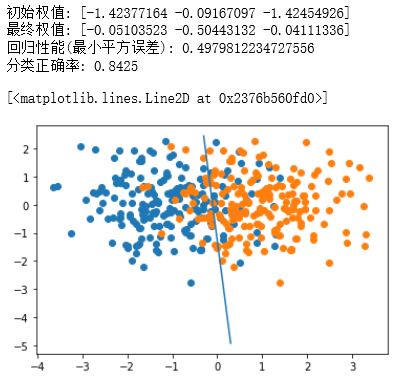 初始权值: [-1.42377164 -0.09167097 -1.42454926]
最终权值: [-0.05103523 -0.50443132 -0.04111336]
回归性能(最小平方误差): 0.4979812234727556
分类正确率: 0.8425
[<matplotlib.lines.Line2D at 0x2376b560fd0>]
2
1
0
-1
-2
-3
-4
-5
-4 -3 -2 -1 0 1 2 3